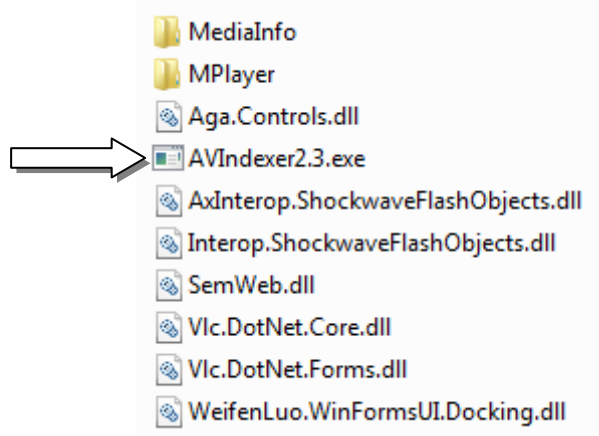 MediaInfo
MPlayer
Aga.Controls.dll
AVIndexer2.3.exe
AxInterop.ShockwaveFlashObjects.dll
Interop.ShockwaveFlashObjects.dll
SemWeb.dll
Vlc.DotNet.Core.dll
Vlc.DotNet.Forms.dll
WeifenLuo.WinFormsUI.Docking.dll